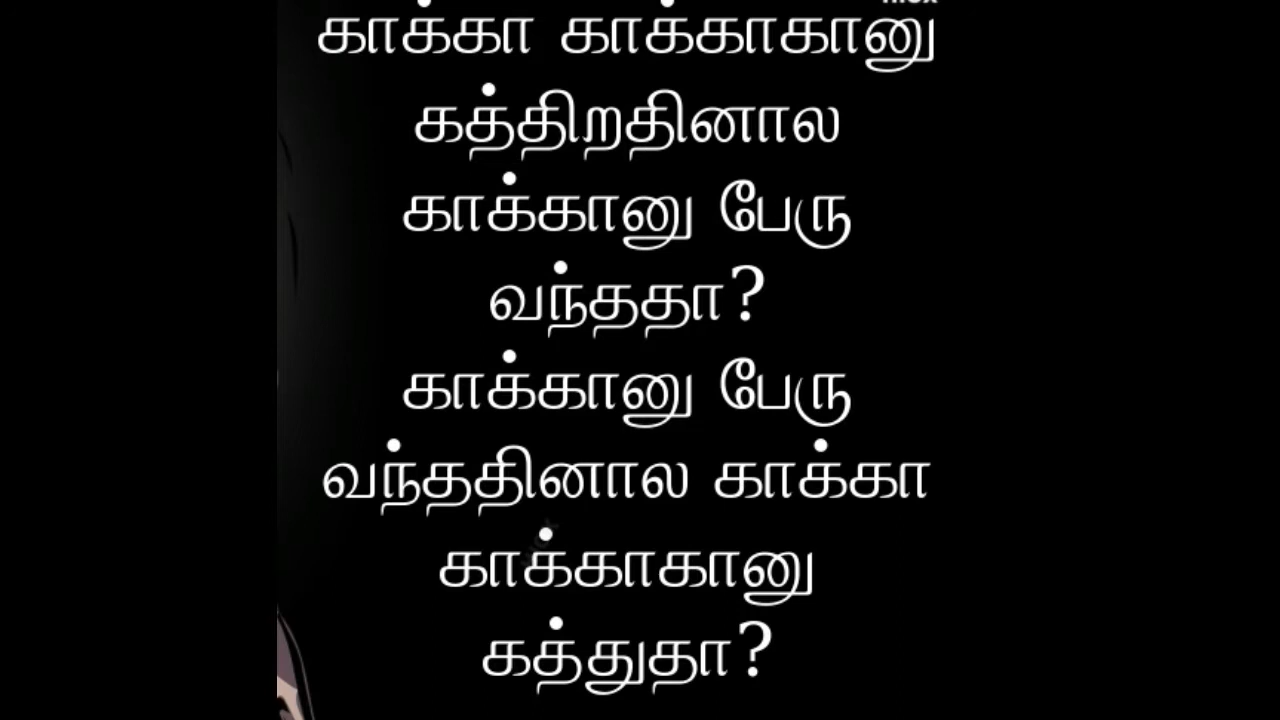 காக்கா காக்காகானு
கத்திறதினால
காக்கானு பேரு
வந்ததா?
காக்கானு பேரு
வந்ததினால காக்கா
காக்காகானு
கத்துதா?